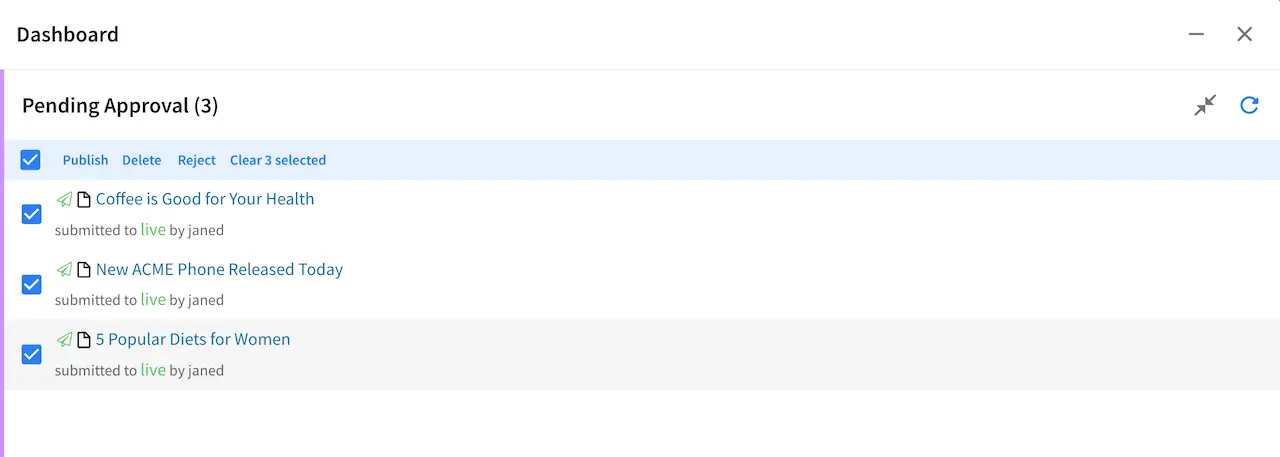 Dashboard
Pending Approval (3)
Publish Delete Reject Clear 3 selected
Coffee is Good for Your Health
submitted to live by janed
New ACME Phone Released Today
submitted to live by janed
5 Popular Diets for Women
submitted to live by janed